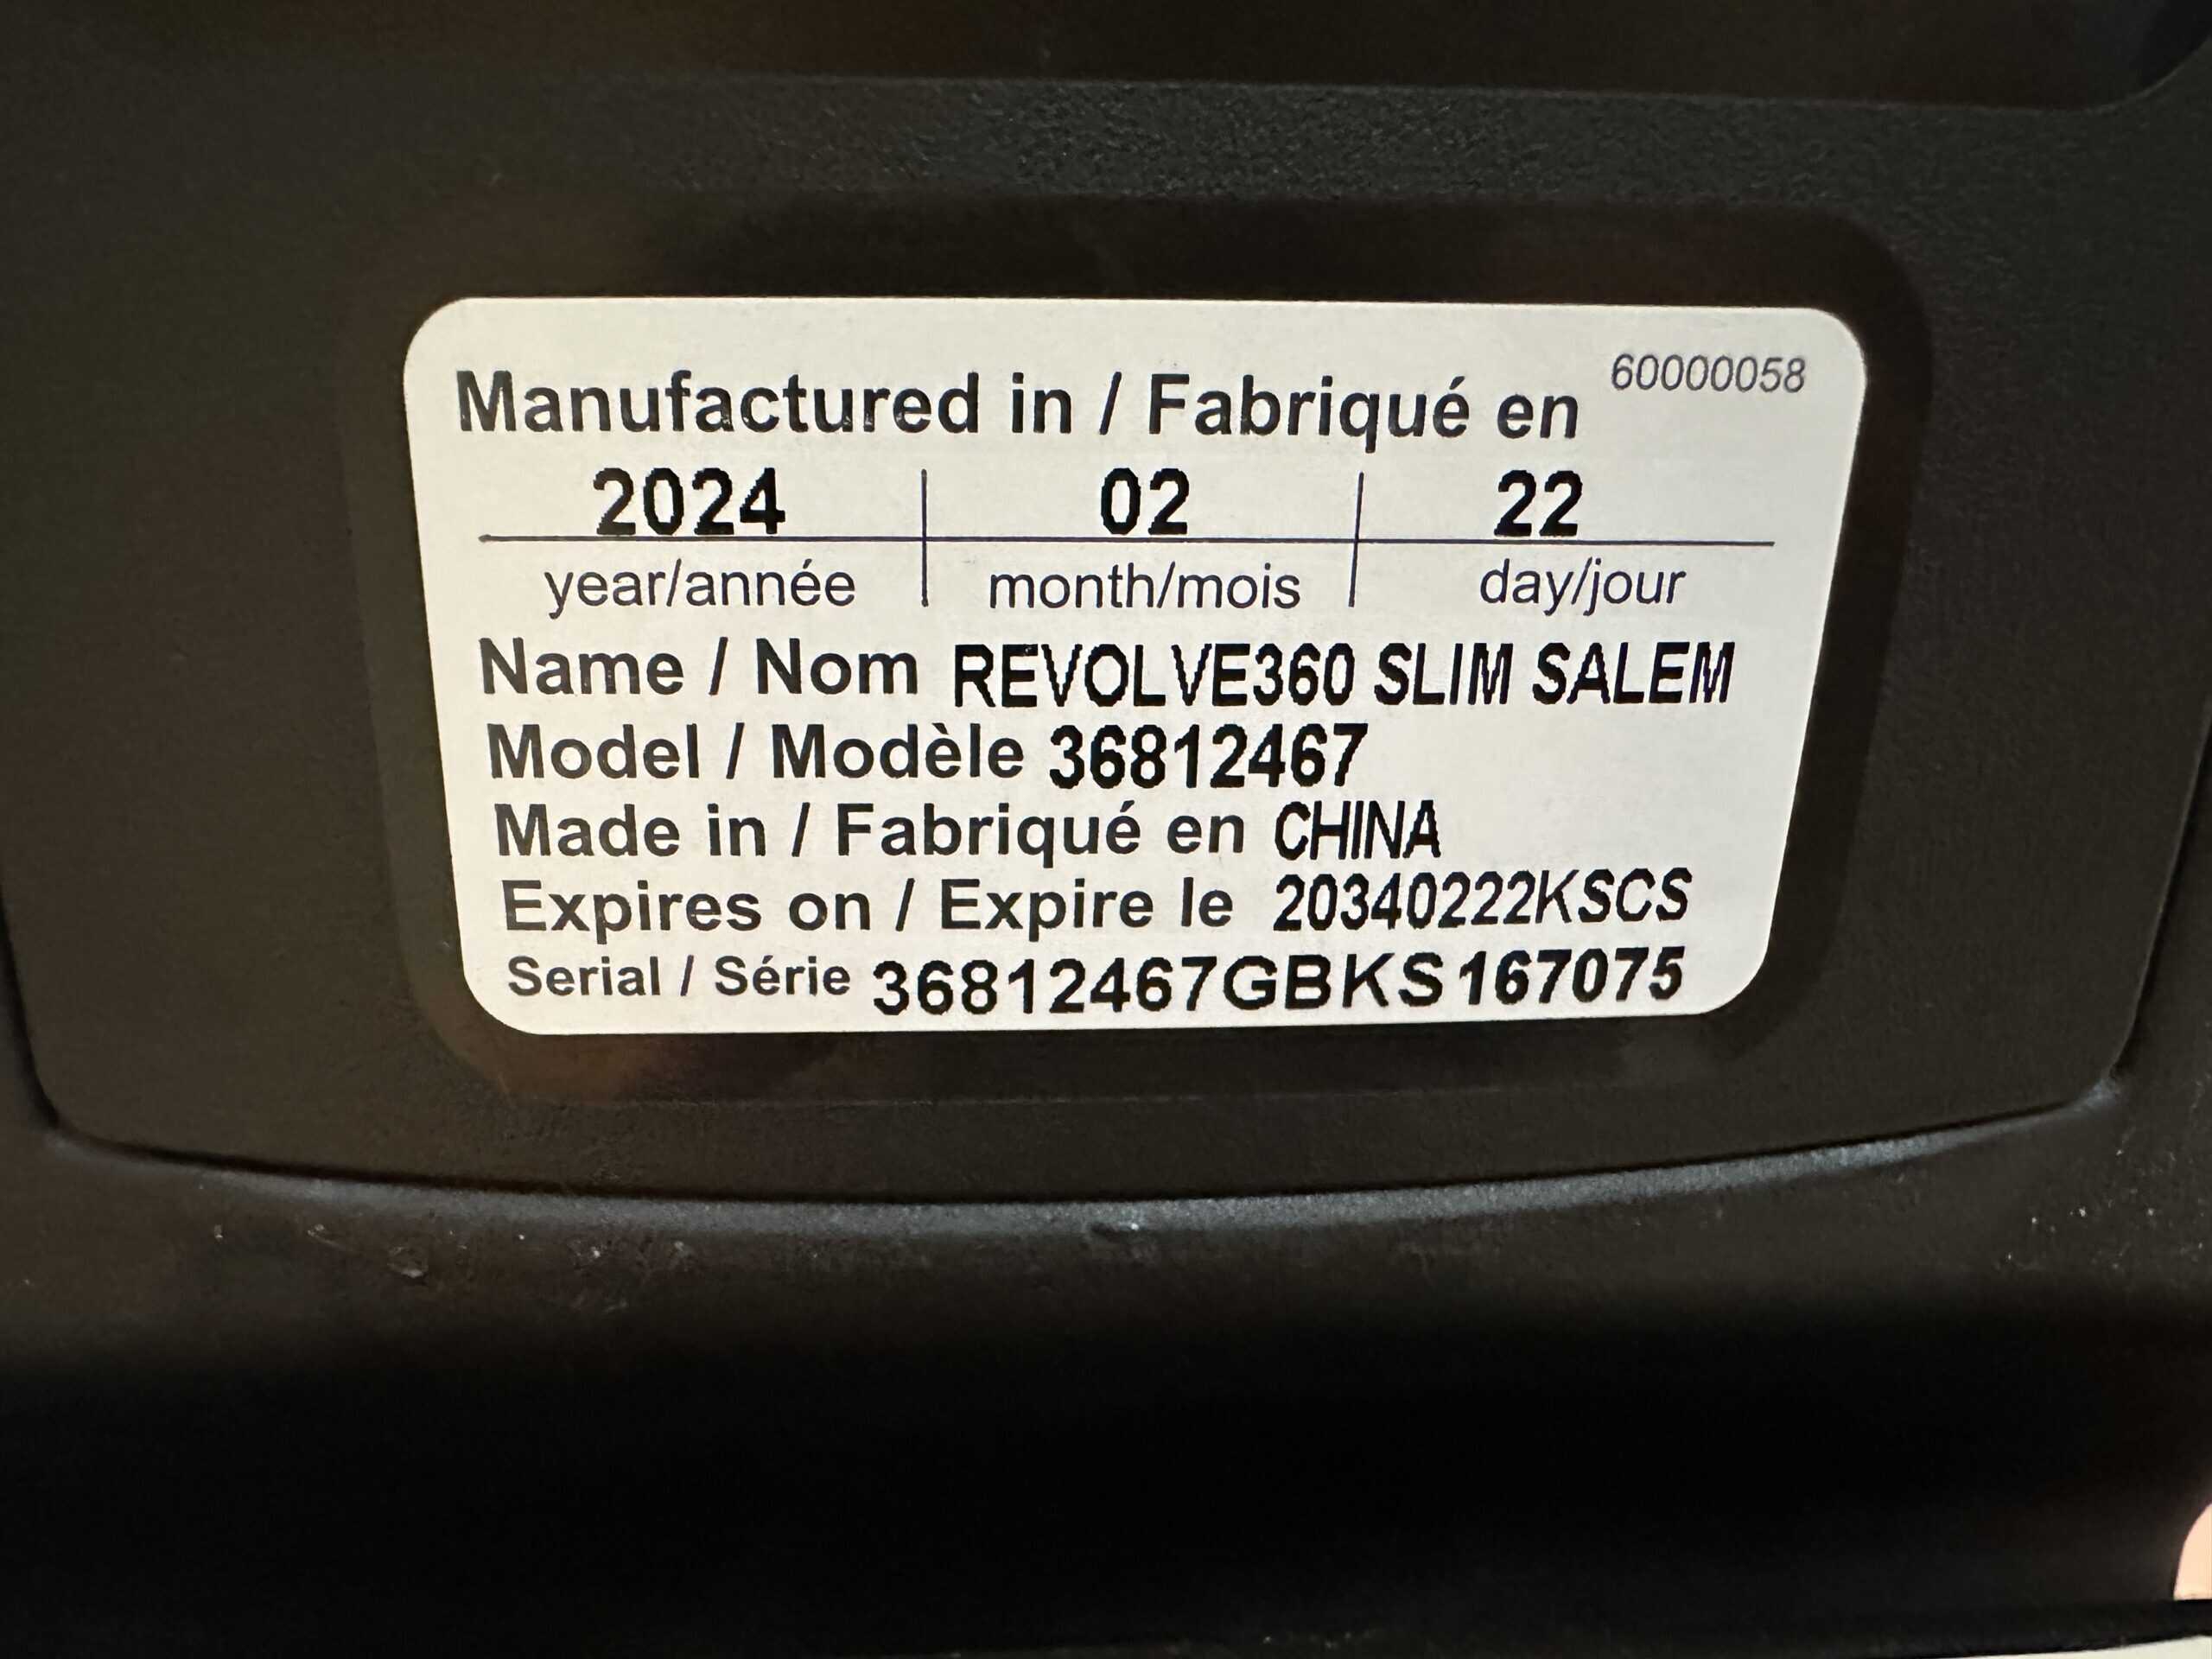 Manufactured in / Fabriqué en 60000058
2024 02 22
year/année month/mois day/jour
Name / Nom REVOLVE360 SLIM SALEM
Model / Modèle 36812467
Made in / Fabriqué en CHINA
Expires on / Expire le 20340222KSCS
Serial / Série 36812467GBKS167075